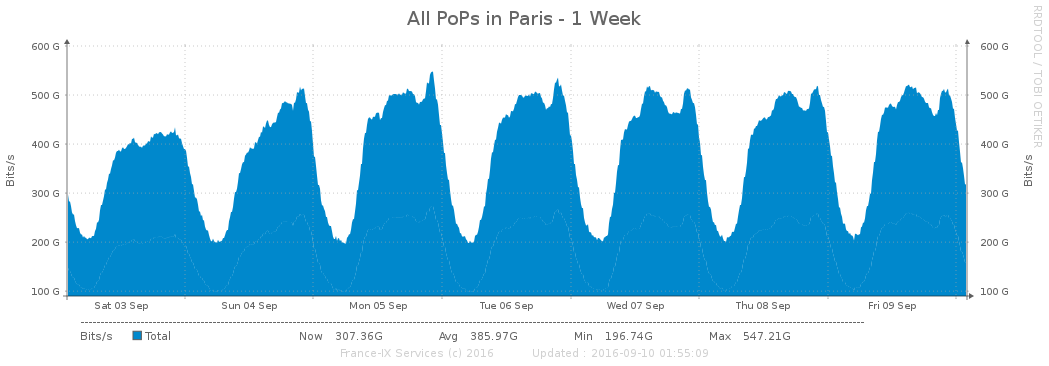 All PoPs in Paris - 1 Week
RRDTOOL / TOBI OETIKER
600 G 600 G
500 G 500 G
400 G 400 G
300 G 300 G
200 G 200 G
100 G 100 G
Bits/s
Bits/s
Sat 03 Sep Sun 04 Sep Mon 05 Sep Tue 06 Sep Wed 07 Sep Thu 08 Sep Fri 09 Sep
Bits/s Total Now 307.36G Avg 385.97G Min 196.74G Max 547.21G
France-IX Services (c) 2016 Updated : 2016-09-10 01:55:09